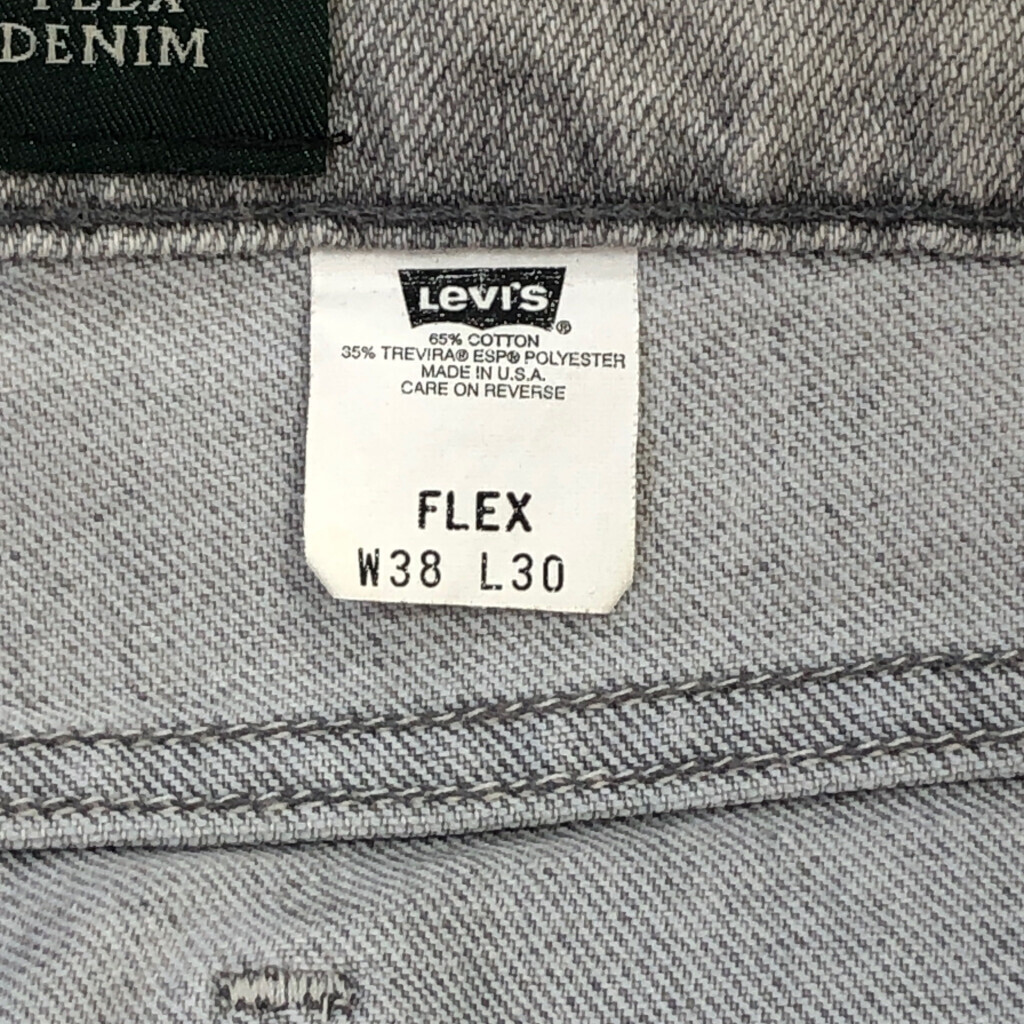 FLEX
DENIM
LEVI'S®
65% COTTON
35% TREVIRA® ESP® POLYESTER
MADE IN U.S.A.
CARE ON REVERSE
FLEX
W38 L30